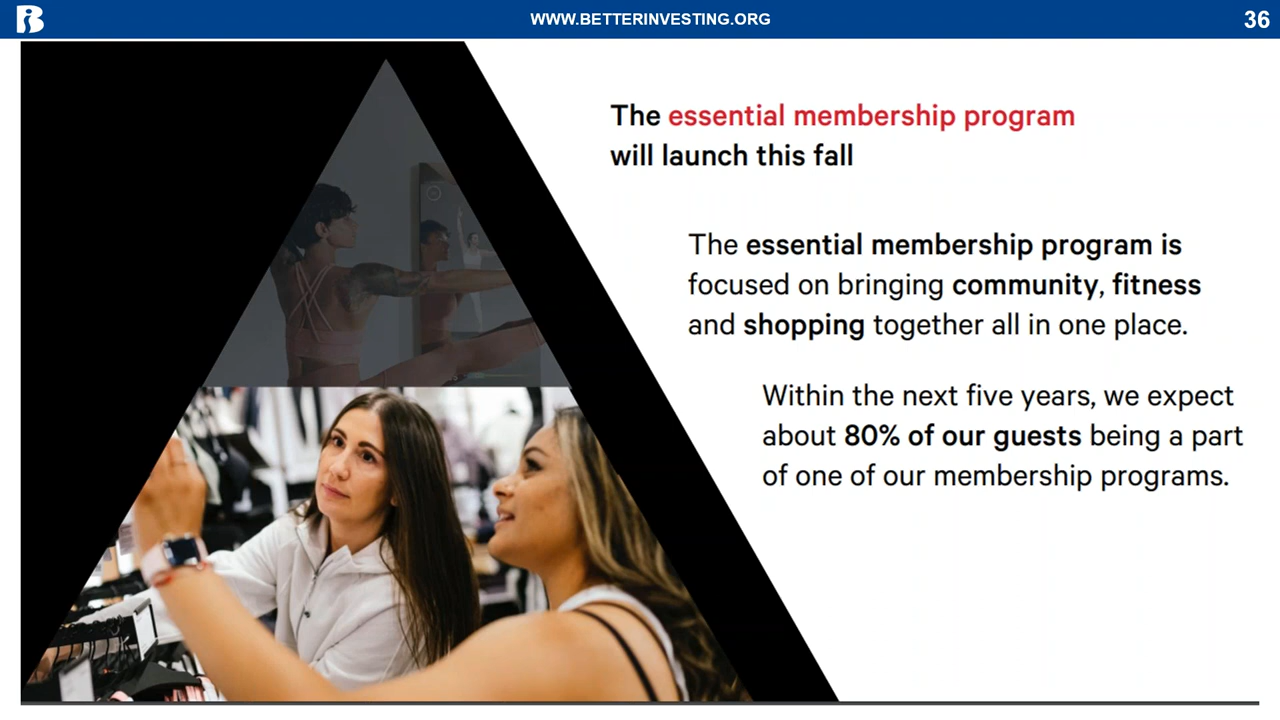 WWW.BETTERINVESTING.ORG
36
The essential membership program
will launch this fall
The essential membership program is
focused on bringing community, fitness
and shopping together all in one place.
Within the next five years, we expect
about 80% of our guests being a part
of one of our membership programs.